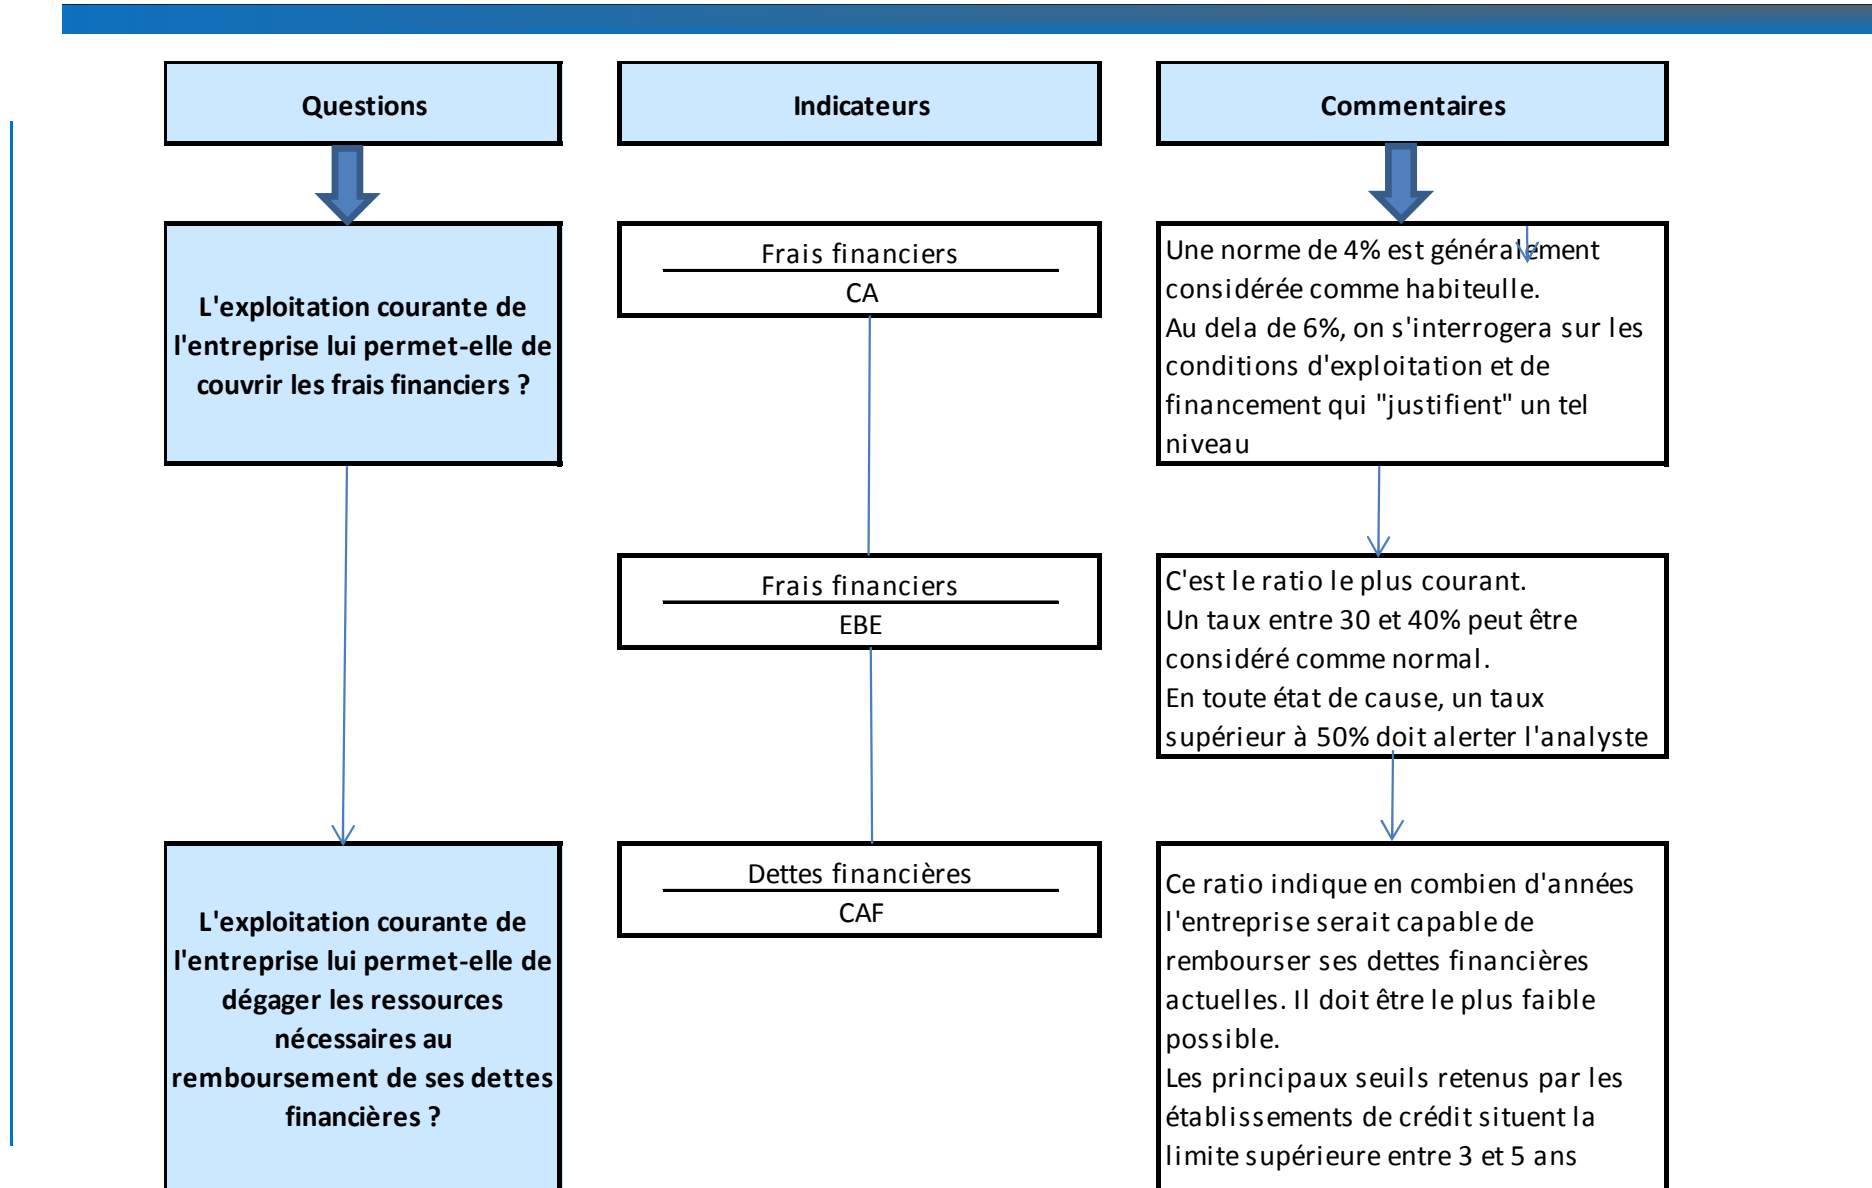 Questions
Indicateurs
Commentaires
L'exploitation courante de
l'entreprise lui permet-elle de
couvrir les frais financiers ?
Frais financiers
CA
Une norme de 4% est généralement
considérée comme habiteulle.
Au dela de 6%, on s'interrogera sur les
conditions d'exploitation et de
financement qui "justifient" un tel
niveau
Frais financiers
EBE
C'est le ratio le plus courant.
Un taux entre 30 et 40% peut être
considéré comme normal.
En toute état de cause, un taux
supérieur à 50% doit alerter l'analyste
L'exploitation courante de
l'entreprise lui permet-elle de
dégager les ressources
nécessaires au
remboursement de ses dettes
financières ?
Dettes financières
CAF
Ce ratio indique en combien d'années
l'entreprise serait capable de
rembourser ses dettes financières
actuelles. Il doit être le plus faible
possible.
Les principaux seuils retenus par les
établissements de crédit situent la
limite supérieure entre 3 et 5 ans